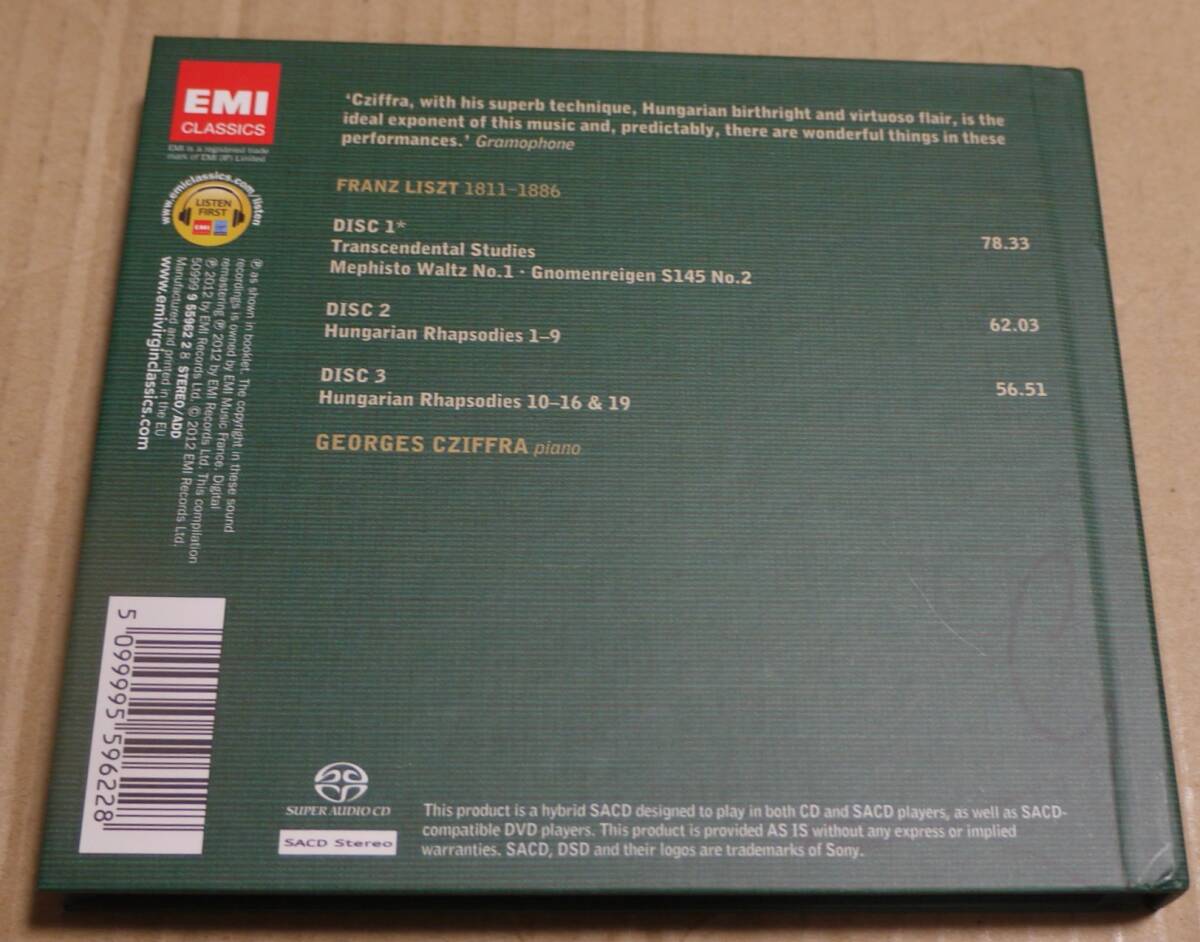 EMI
CLASSICS
EMI is a registered trade
mark of EMI (IP) Limited
www.emiclassics.com/listen
LISTEN
FIRST
EMI
'Cziffra, with his superb technique, Hungarian birthright and virtuoso flair, is the
ideal exponent of this music and, predictably, there are wonderful things in these
performances.' Gramophone
FRANZ LISZT 1811–1886
DISC 1* 78.33
Transcendental Studies
Mephisto Waltz No.1 · Gnomenreigen S145 No.2
DISC 2 62.03
Hungarian Rhapsodies 1–9
DISC 3 56.51
Hungarian Rhapsodies 10–16 & 19
GEORGES CZIFFRA piano
℗ as shown in booklet. The copyright in these sound
recordings is owned by EMI Music France. Digital
remastering ℗ 2012 by EMI Records Ltd. This compilation
℗ 2012 by EMI Records Ltd. © 2012 EMI Records Ltd.
50999 9 55962 2 8 STEREO/ADD
Manufactured and printed in the EU
www.emivirginclassics.com
5 099995 596228
SUPER AUDIO CD
SACD Stereo
This product is a hybrid SACD designed to play in both CD and SACD players, as well as SACD-
compatible DVD players. This product is provided AS IS without any express or implied
warranties. SACD, DSD and their logos are trademarks of Sony.